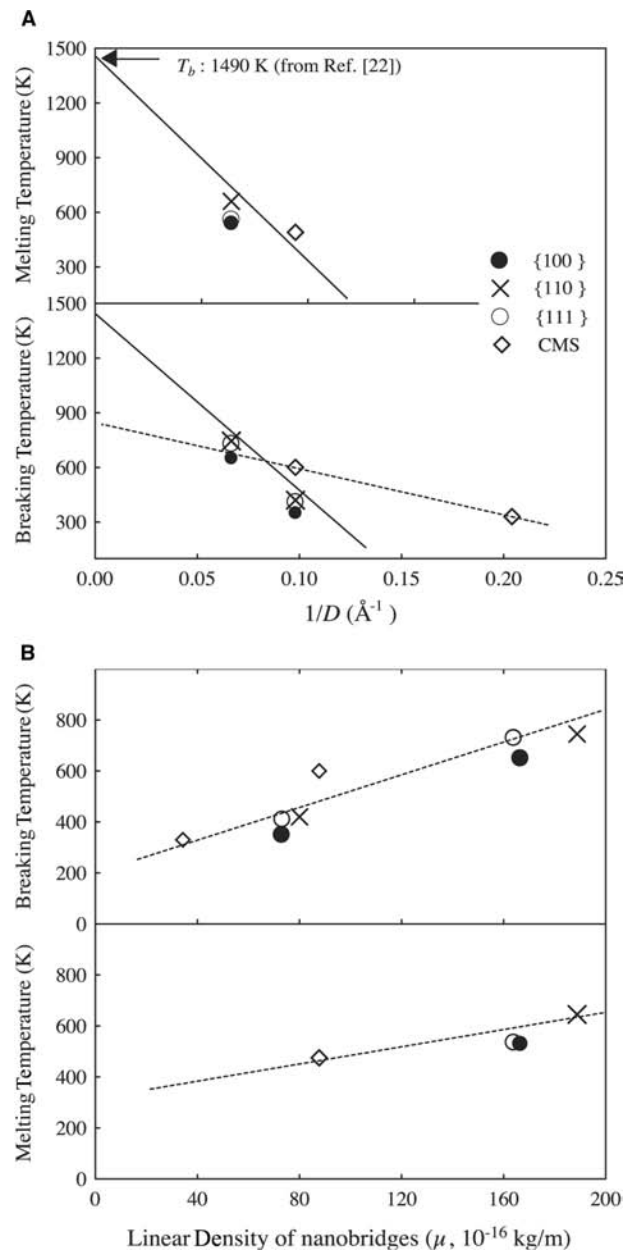 A
1500
T_b : 1490 K (from Ref. [22])
1200
Melting Temperature (K)
900
600
300
{100 }
{110 }
{111 }
CMS
1500
1200
Breaking Temperature (K)
900
600
300
0.00 0.05 0.10 0.15 0.20 0.25
1/D (Å⁻¹)
B
Breaking Temperature (K)
800
600
400
200
0
Melting Temperature (K)
800
600
400
200
0
0 40 80 120 160 200
Linear Density of nanobridges (μ, 10⁻¹⁶ kg/m)